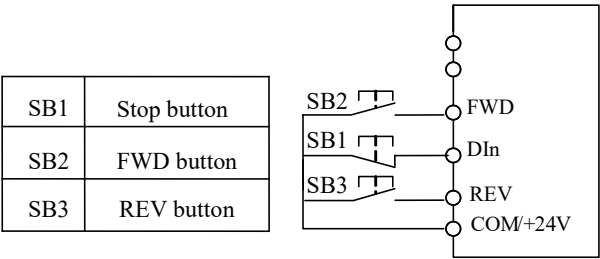 SB1 Stop button
SB2 FWD button
SB3 REV button
SB2 FWD
SB1 DIn
SB3 REV
COM/+24V